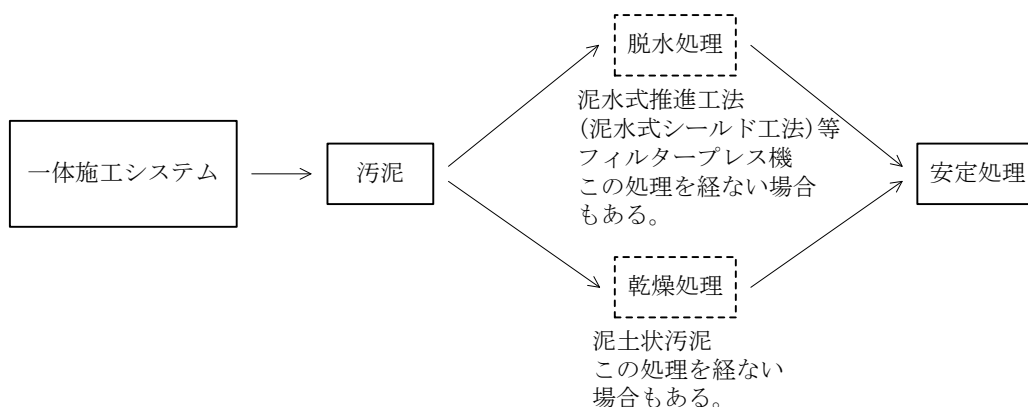 一体施工システム
汚泥
脱水処理
泥水式推進工法
(泥水式シールド工法)等
フィルタープレス機
この処理を経ない場合
もある。
乾燥処理
泥土状汚泥
この処理を経ない
場合もある。
安定処理